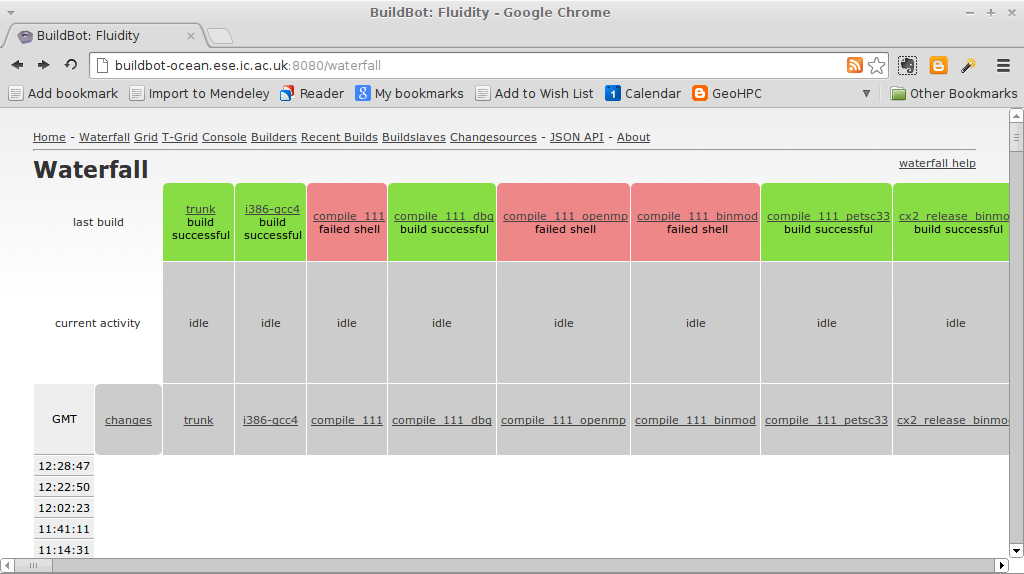 BuildBot: Fluidity - Google Chrome
BuildBot: Fluidity
buildbot-ocean.ese.ic.ac.uk:8080/waterfall
Add bookmark Import to Mendeley Reader My bookmarks Add to Wish List 1 Calendar GeoHPC Other Bookmarks
Home - Waterfall Grid T-Grid Console Builders Recent Builds Buildslaves Changesources - JSON API - About
Waterfall
waterfall help
last build
trunk
build
successful
i386-gcc4
build
successful
compile_111
failed shell
compile_111_dbg
build successful
compile_111_openmp
failed shell
compile_111_binmod
failed shell
compile_111_petsc33
build successful
cx2_release_binmo
build successful
current activity idle idle idle idle idle idle idle idle
GMT changes trunk i386-gcc4 compile_111 compile_111_dbg compile_111_openmp compile_111_binmod compile_111_petsc33 cx2_release_binmo
12:28:47
12:22:50
12:02:23
11:41:11
11:14:31